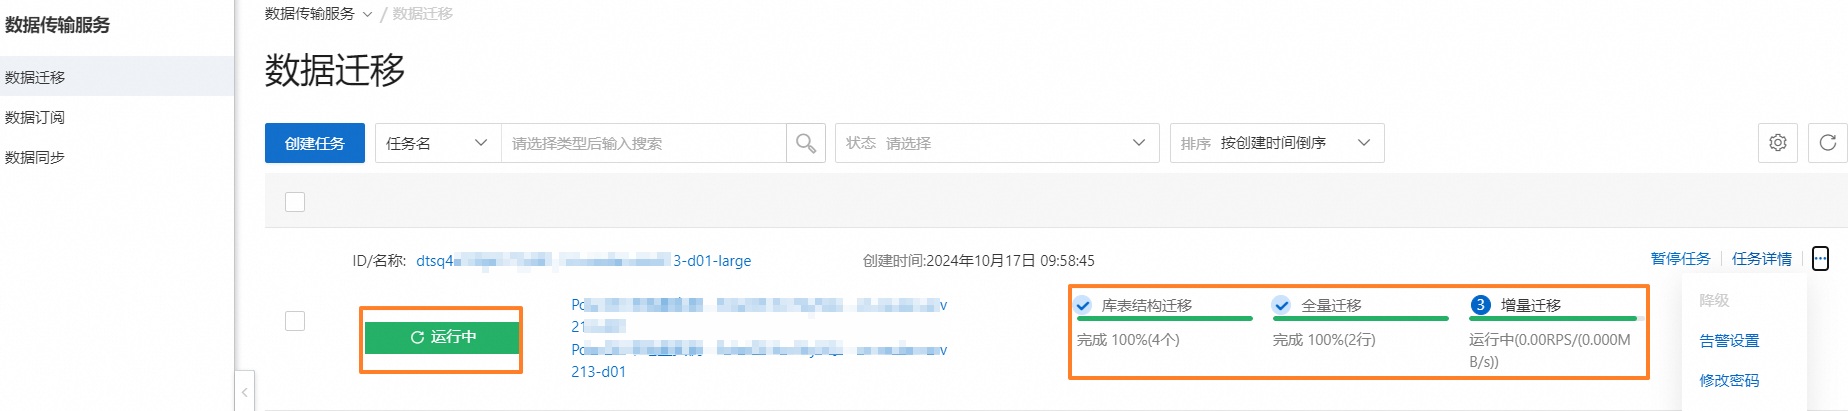 数据传输服务
数据迁移
数据订阅
数据同步
数据传输服务 / 数据迁移
数据迁移
创建任务 任务名 请选择类型后输入搜索 状态 请选择 排序 按创建时间倒序
ID/名称: dtsq4 3-d01-large 创建时间:2024年10月17日 09:58:45 暂停任务 任务详情 ...
降级
告警设置
修改密码
运行中
21
213-d01
库表结构迁移
完成 100%(4个)
全量迁移
完成 100%(2行)
3 增量迁移
运行中(0.00RPS/(0.000M
B/s))